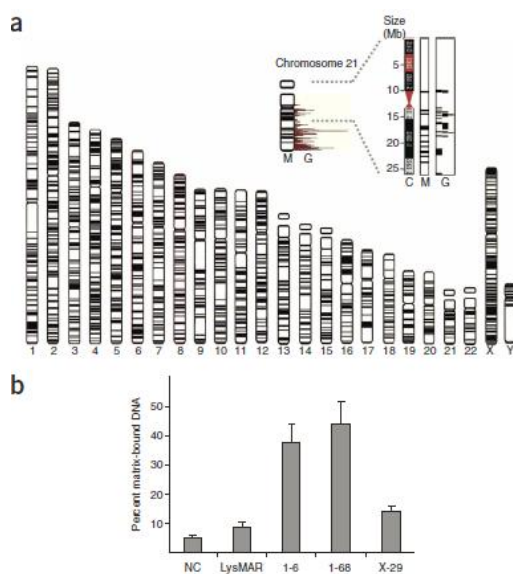 a
Size
(Mb)
Chromosome 21
5
10
15
20
25
M G
C M G
1 2 3 4 5 6 7 8 9 10 11 12 13 14 15 16 17 18 19 20 21 22 X Y
b
Percent matrix-bound DNA
50
40
30
20
10
NC LysMAR 1-6 1-68 X-29